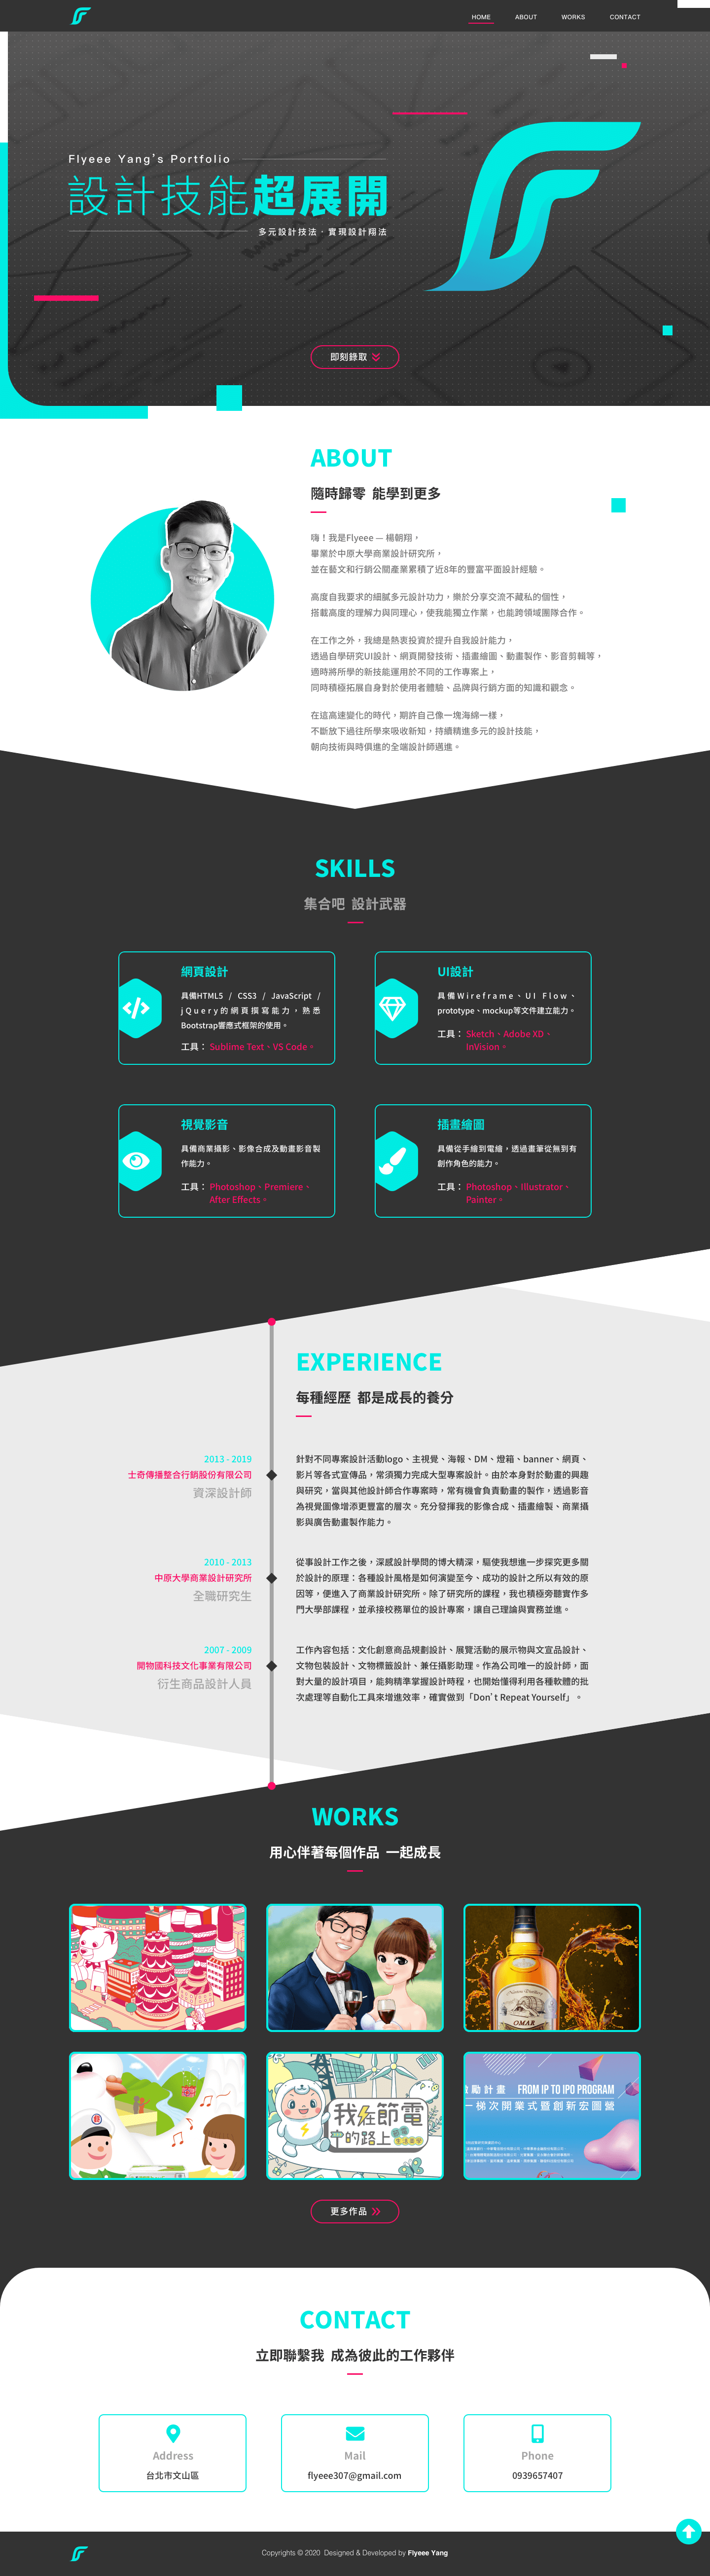 HOME
ABOUT
WORKS
CONTACT
Flyeee Yang's Portfolio
設計技能超展開
多元設計技法・實現設計翔法
即刻錄取
ABOUT
隨時歸零 能學到更多
嗨！我是Flyeee — 楊朝翔，
畢業於中原大學商業設計研究所，
並在藝文和行銷公關產業累積了近8年的豐富平面設計經驗。
高度自我要求的細膩多元設計功力，樂於分享交流不藏私的個性，
搭載高度的理解力與同理心，使我能獨立作業，也能跨領域團隊合作。
在工作之外，我總是熱衷投資於提升自我設計能力，
透過自學研究UI設計、網頁開發技術、插畫繪圖、動畫製作、影音剪輯等，
適時將所學的新技能運用於不同的工作專案上，
同時積極拓展自身對於使用者體驗、品牌與行銷方面的知識和觀念。
在這高速變化的時代，期許自己像一塊海綿一樣，
不斷放下過往所學來吸收新知，持續精進多元的設計技能，
朝向技術與時俱進的全端設計師邁進。
SKILLS
集合吧 設計武器
網頁設計
具備HTML5 / CSS3 / JavaScript /
jQuery的網頁撰寫能力，熟悉
Bootstrap響應式框架的使用。
工具： Sublime Text、VS Code。
UI設計
具備Wireframe、UI Flow、
prototype、mockup等文件建立能力。
工具： Sketch、Adobe XD、
InVision。
視覺影音
具備商業攝影、影像合成及動畫影音製
作能力。
工具： Photoshop、Premiere、
After Effects。
插畫繪圖
具備從手繪到電繪，透過畫筆從無到有
創作角色的能力。
工具： Photoshop、Illustrator、
Painter。
EXPERIENCE
每種經歷 都是成長的養分
2013 - 2019
士奇傳播整合行銷股份有限公司
資深設計師
針對不同專案設計活動logo、主視覺、海報、DM、燈箱、banner、網頁、
影片等各式宣傳品，常須獨力完成大型專案設計。由於本身對於動畫的興趣
與研究，當與其他設計師合作專案時，常有機會負責動畫的製作，透過影音
為視覺圖像增添更豐富的層次。充分發揮我的影像合成、插畫繪製、商業攝
影與廣告動畫製作能力。
2010 - 2013
中原大學商業設計研究所
全職研究生
從事設計工作之後，深感設計學問的博大精深，驅使我想進一步探究更多關
於設計的原理：各種設計風格是如何演變至今、成功的設計之所以有效的原
因等，便進入了商業設計研究所。除了研究所的課程，我也積極旁聽實作多
門大學部課程，並承接校務單位的設計專案，讓自己理論與實務並進。
2007 - 2009
開物國科技文化事業有限公司
衍生商品設計人員
工作內容包括：文化創意商品規劃設計、展覽活動的展示物與文宣品設計、
文物包裝設計、文物標籤設計、兼任攝影助理。作為公司唯一的設計師，面
對大量的設計項目，能夠精準掌握設計時程，也開始懂得利用各種軟體的批
次處理等自動化工具來增進效率，確實做到「Don't Repeat Yourself」。
WORKS
用心伴著每個作品 一起成長
OMAR
我在節電
的路上
激勵計畫 FROM IP TO IPO PROGRAM
一梯次開業式暨創新宏圖營
更多作品
CONTACT
立即聯繫我 成為彼此的工作夥伴
Address
台北市文山區
Mail
flyeee307@gmail.com
Phone
0939657407
Copyrights © 2020 Designed & Developed by Flyeee Yang